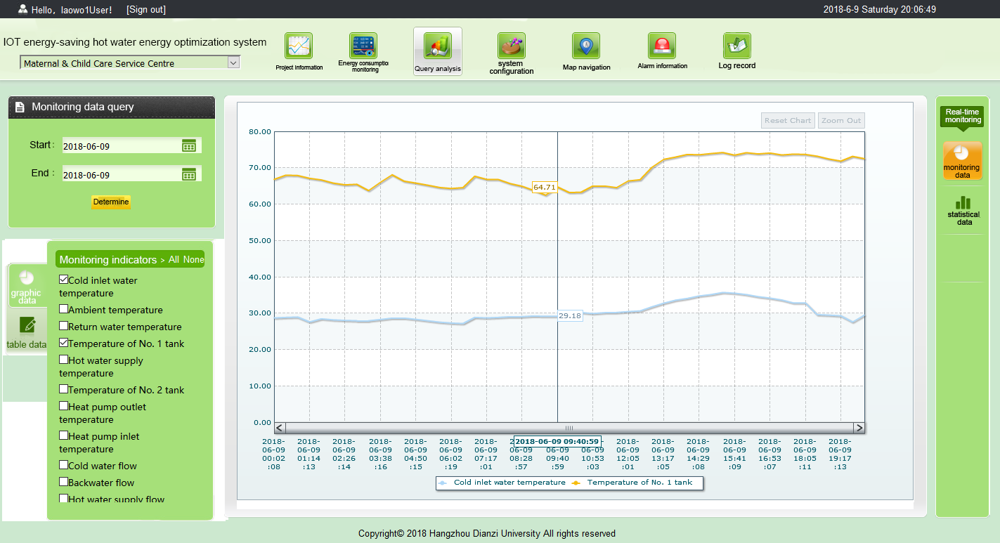 Hello, laowo1User! [Sign out] 2018-6-9 Saturday 20:06:49
IOT energy-saving hot water energy optimization system
Maternal & Child Care Service Centre
Project information
Energy consumption
monitoring
Query analysis
system
configuration
Map navigation
Alarm information
Log record
Monitoring data query
Start: 2018-06-09
End: 2018-06-09
Determine
graphic
data
table data
Monitoring indicators > All None
Cold inlet water
temperature
Ambient temperature
Return water temperature
Temperature of No. 1 tank
Hot water supply
temperature
Temperature of No. 2 tank
Heat pump outlet
temperature
Heat pump inlet
temperature
Cold water flow
Backwater flow
Hot water supply flow
Reset Chart Zoom Out
80.00
70.00
64.71
60.00
50.00
40.00
30.00
29.18
20.00
10.00
0.00
2018-06-09 09:40:59
2018-
06-09
00:02
:08
2018-
06-09
01:14
:13
2018-
06-09
02:26
:14
2018-
06-09
03:38
:16
2018-
06-09
04:50
:15
2018-
06-09
06:02
:19
2018-
06-09
07:17
:01
06-09
08:28
:57
06-09
09:40
:59
06-09
10:53
:03
2018-
06-09
12:05
:01
2018-
06-09
13:17
:05
2018-
06-09
14:29
:08
2018-
06-09
15:41
:09
2018-
06-09
16:53
:07
2018-
06-09
18:05
:11
2018-
06-09
19:17
:13
Cold inlet water temperature Temperature of No. 1 tank
Real-time
monitoring
monitoring
data
statistical
data
Copyright© 2018 Hangzhou Dianzi University All rights reserved